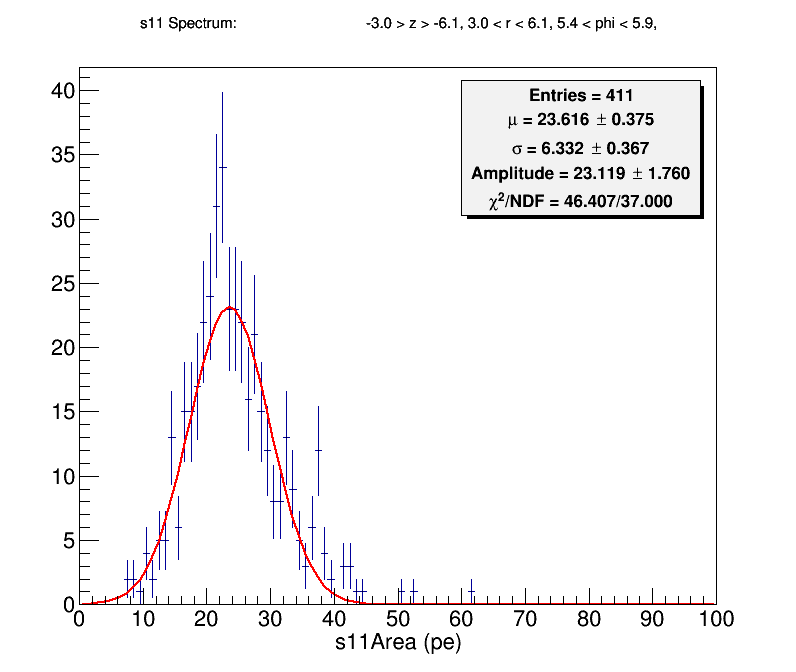 s11 Spectrum: -3.0 > z > -6.1, 3.0 < r < 6.1, 5.4 < phi < 5.9,
Entries = 411
μ = 23.616 ± 0.375
σ = 6.332 ± 0.367
Amplitude = 23.119 ± 1.760
χ²/NDF = 46.407/37.000
40
35
30
25
20
15
10
5
0
0 10 20 30 40 50 60 70 80 90 100
s11Area (pe)